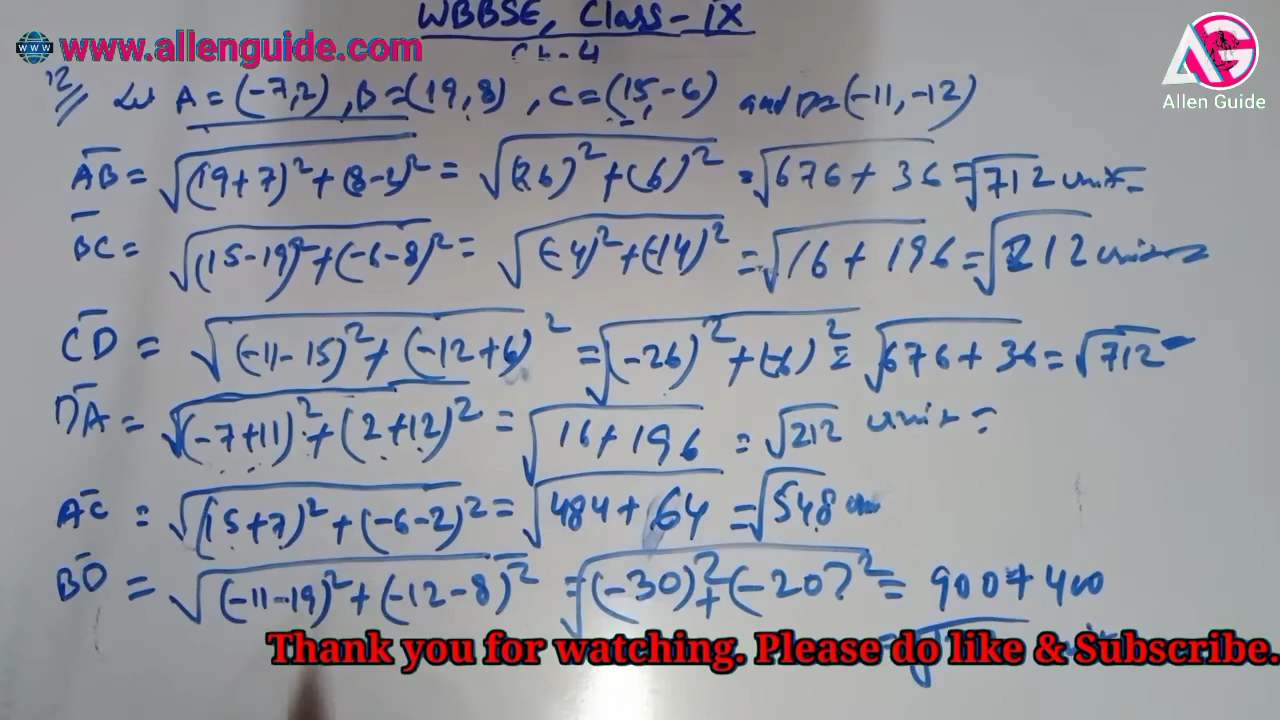 WBBSE, Class-IX
www www.allenguide.com
Ch-4
AG
Allen Guide
12// Let A = (-7,2), B = (19,8), C = (15,-6) and D = (-11,-12)
AB = √(19+7)² + (8-2)² = √(26)² + (6)² = √676 + 36 = √712 units
BC = √(15-19)² + (-6-8)² = √(-4)² + (-14)² = √16 + 196 = √212 units
CD = √(-11-15)² + (-12+6)² = √(-26)² + (-6)² = √676 + 36 = √712
DA = √(-7+11)² + (2+12)² = √16 + 196 = √212 units
AC = √(15+7)² + (-6-2)² = √484 + 64 = √548
BD = √(-11-19)² + (-12-8)² = √(-30)² + (-20)² = 900 + 400
Thank you for watching. Please do like & Subscribe.